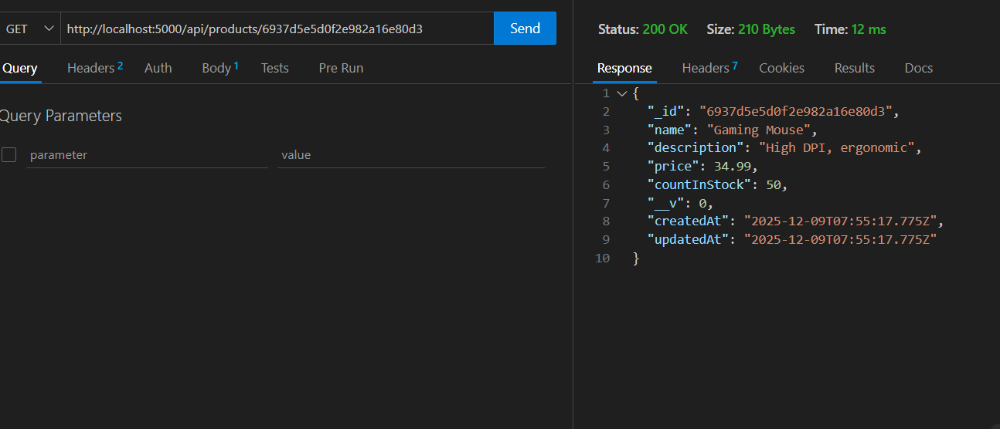 GET http://localhost:5000/api/products/6937d5e5d0f2e982a16e80d3 Send
Query Headers 2 Auth Body 1 Tests Pre Run
Query Parameters
parameter value
Status: 200 OK Size: 210 Bytes Time: 12 ms
Response Headers 7 Cookies Results Docs
1 {
2 "_id": "6937d5e5d0f2e982a16e80d3",
3 "name": "Gaming Mouse",
4 "description": "High DPI, ergonomic",
5 "price": 34.99,
6 "countInStock": 50,
7 "__v": 0,
8 "createdAt": "2025-12-09T07:55:17.775Z",
9 "updatedAt": "2025-12-09T07:55:17.775Z"
10 }